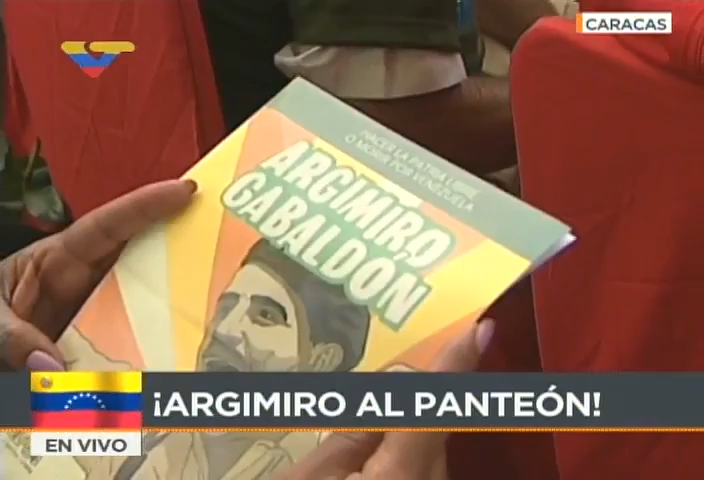 CARACAS
HACER LA PATRIA LIBRE
O MORIR POR VENEZUELA
ARGIMIRO
GABALDÓN
¡ARGIMIRO AL PANTEÓN!
EN VIVO